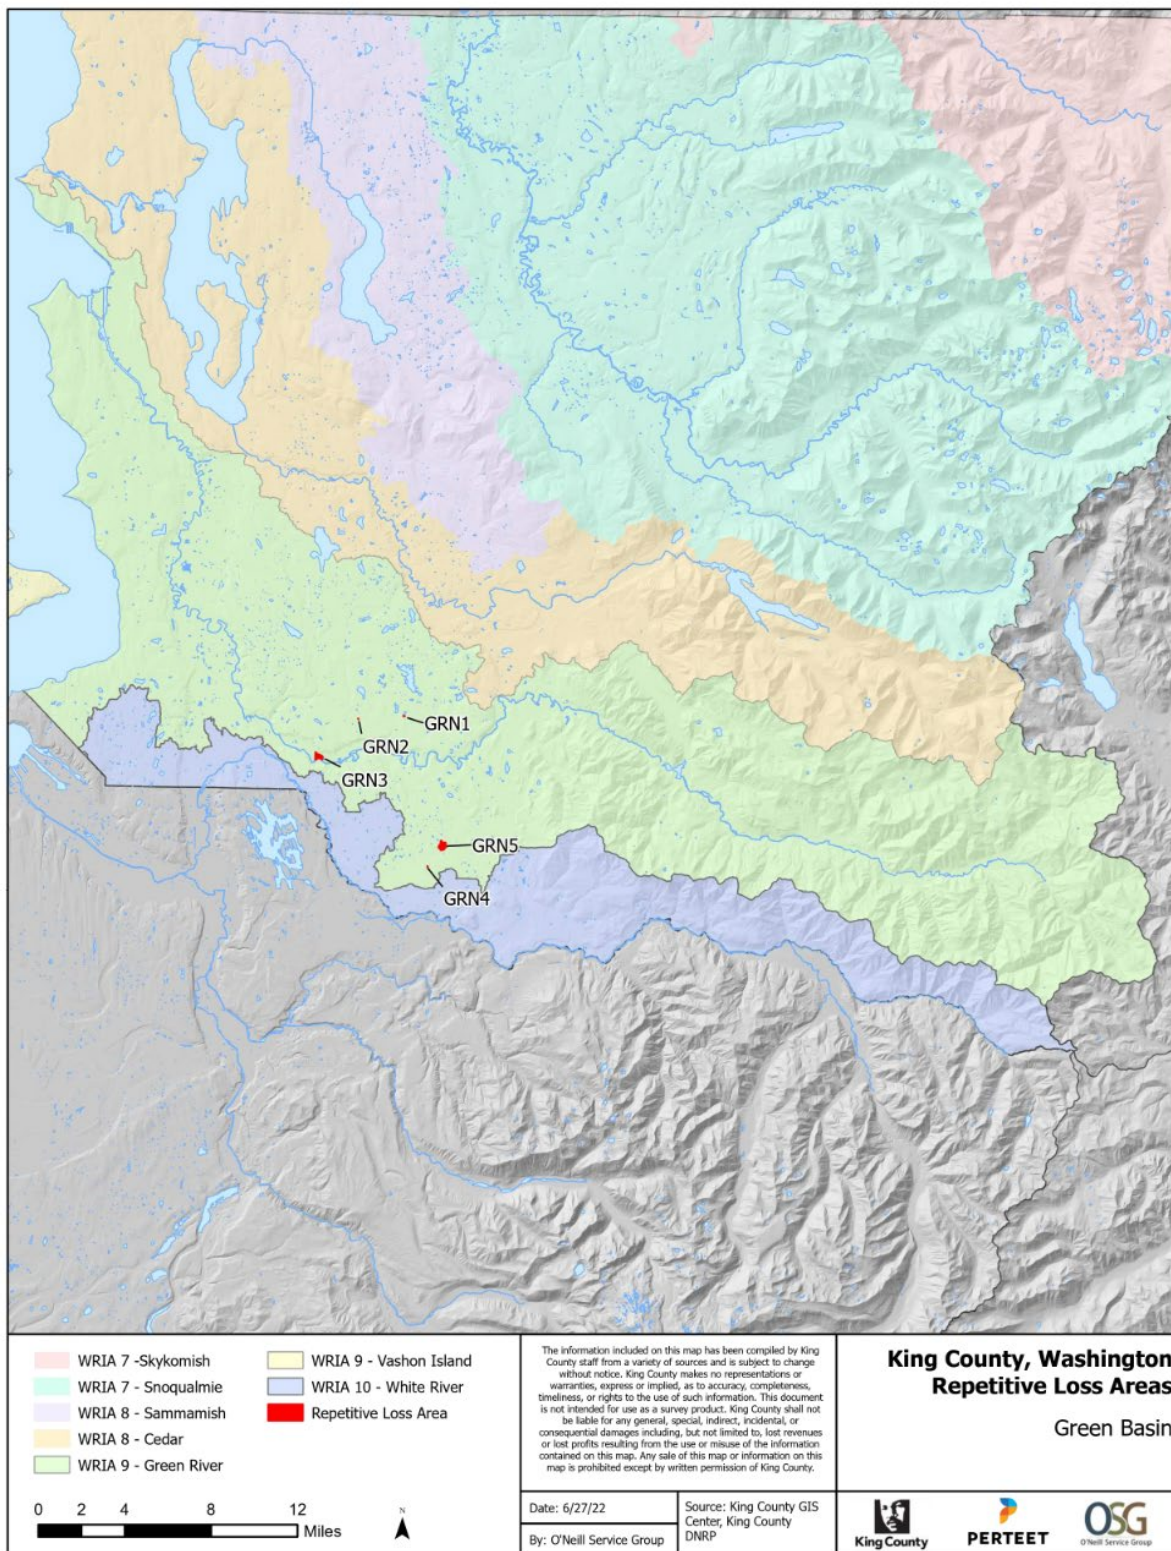 GRN1
GRN2
GRN3
GRN5
GRN4
WRIA 7 -Skykomish
WRIA 7 - Snoqualmie
WRIA 8 - Sammamish
WRIA 8 - Cedar
WRIA 9 - Green River
WRIA 9 - Vashon Island
WRIA 10 - White River
Repetitive Loss Area
0 2 4 8 12
Miles
N
The information included on this map has been compiled by King
County staff from a variety of sources and is subject to change
without notice. King County makes no representations or
warranties, express or implied, as to accuracy, completeness,
timeliness, or rights to the use of such information. This document
is not intended for use as a survey product. King County shall not
be liable for any general, special, indirect, incidental, or
consequential damages including, but not limited to, lost revenues
or lost profits resulting from the use or misuse of the information
contained on this map. Any sale of this map or information on this
map is prohibited except by written permission of King County.
Date: 6/27/22
By: O'Neill Service Group
Source: King County GIS
Center, King County
DNRP
King County, Washington
Repetitive Loss Areas
Green Basin
King County
PERTEET
OSG
O'Neill Service Group